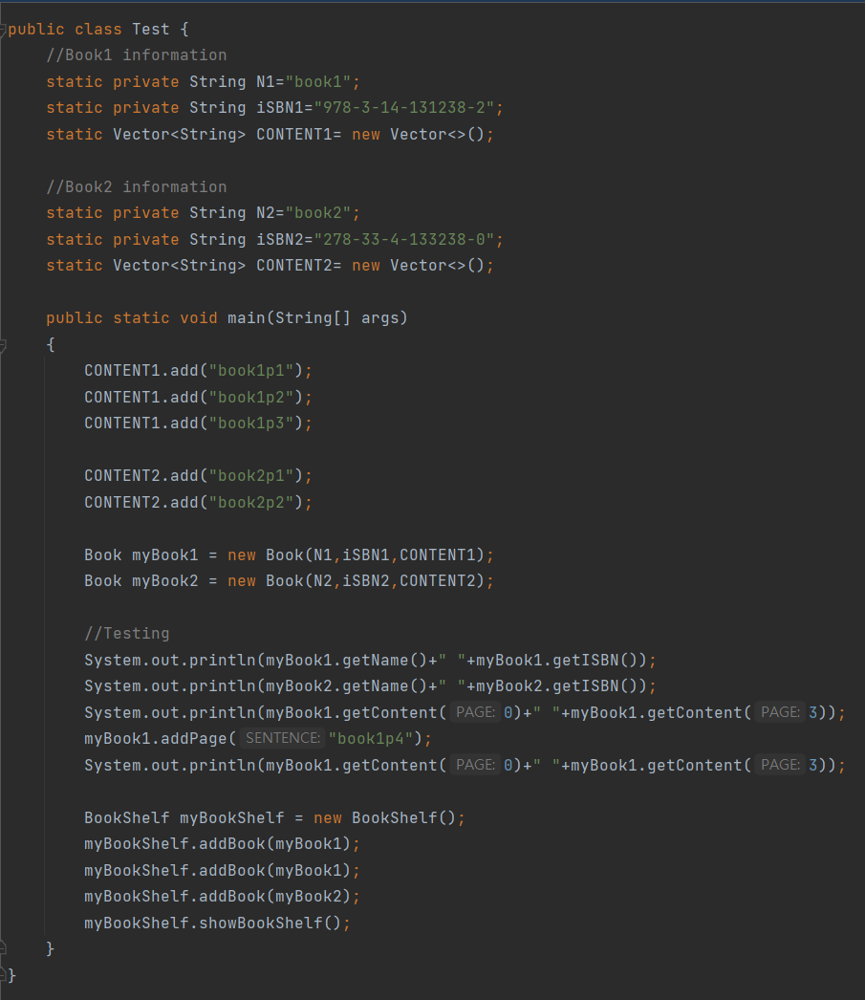 public class Test {
    //Book1 information
    static private String N1="book1";
    static private String iSBN1="978-3-14-131238-2";
    static Vector<String> CONTENT1= new Vector<>();

    //Book2 information
    static private String N2="book2";
    static private String iSBN2="278-33-4-133238-0";
    static Vector<String> CONTENT2= new Vector<>();

    public static void main(String[] args)
    {
        CONTENT1.add("book1p1");
        CONTENT1.add("book1p2");
        CONTENT1.add("book1p3");

        CONTENT2.add("book2p1");
        CONTENT2.add("book2p2");

        Book myBook1 = new Book(N1,iSBN1,CONTENT1);
        Book myBook2 = new Book(N2,iSBN2,CONTENT2);

        //Testing
        System.out.println(myBook1.getName()+" "+myBook1.getISBN());
        System.out.println(myBook2.getName()+" "+myBook2.getISBN());
        System.out.println(myBook1.getContent( PAGE: 0)+" "+myBook1.getContent( PAGE: 3));
        myBook1.addPage( SENTENCE: "book1p4");
        System.out.println(myBook1.getContent( PAGE: 0)+" "+myBook1.getContent( PAGE: 3));

        BookShelf myBookShelf = new BookShelf();
        myBookShelf.addBook(myBook1);
        myBookShelf.addBook(myBook1);
        myBookShelf.addBook(myBook2);
        myBookShelf.showBookShelf();
    }
}